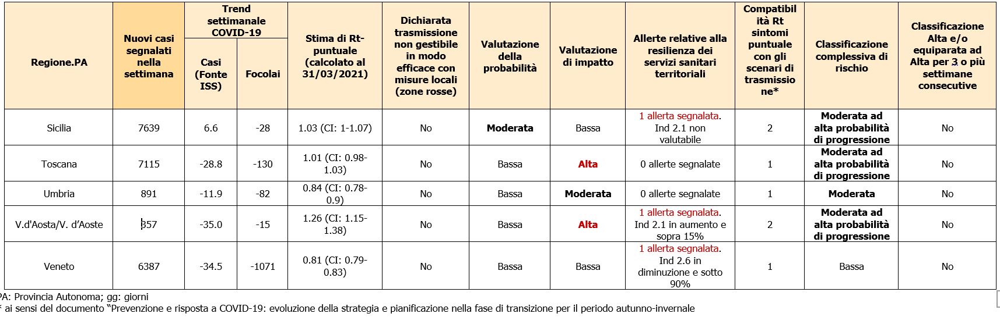 Regione.PA
Nuovi casi
segnalati
nella
settimana
Trend
settimanale
COVID-19
Casi
(Fonte
ISS)
Focolai
Stima di Rt-
puntuale
(calcolato al
31/03/2021)
Dichiarata
trasmissione
non gestibile
in modo
efficace con
misure locali
(zone rosse)
Valutazione
della
probabilità
Valutazione
di impatto
Allerte relative alla
resilienza dei
servizi sanitari
territoriali
Compatibil
ità Rt
sintomi
puntuale
con gli
scenari di
trasmissio
ne*
Classificazione
complessiva di
rischio
Classificazione
Alta e/o
equiparata ad
Alta per 3 o più
settimane
consecutive
Sicilia
7639
6.6
-28
1.03 (CI: 1-1.07)
No
Moderata
Bassa
1 allerta segnalata.
Ind 2.1 non
valutabile
2
Moderata ad
alta probabilità
di progressione
No
Toscana
7115
-28.8
-130
1.01 (CI: 0.98-
1.03)
No
Bassa
Alta
0 allerte segnalate
1
Moderata ad
alta probabilità
di progressione
No
Umbria
891
-11.9
-82
0.84 (CI: 0.78-
0.9)
No
Bassa
Moderata
0 allerte segnalate
1
Moderata
No
V.d'Aosta/V. d’Aoste
357
-35.0
-15
1.26 (CI: 1.15-
1.38)
No
Bassa
Alta
1 allerta segnalata.
Ind 2.1 in aumento e
sopra 15%
2
Moderata ad
alta probabilità
di progressione
No
Veneto
6387
-34.5
-1071
0.81 (CI: 0.79-
0.83)
No
Bassa
Bassa
1 allerta segnalata.
Ind 2.6 in
diminuzione e sotto
90%
1
Bassa
No
PA: Provincia Autonoma; gg: giorni
* ai sensi del documento “Prevenzione e risposta a COVID-19: evoluzione della strategia e pianificazione nella fase di transizione per il periodo autunno-invernale